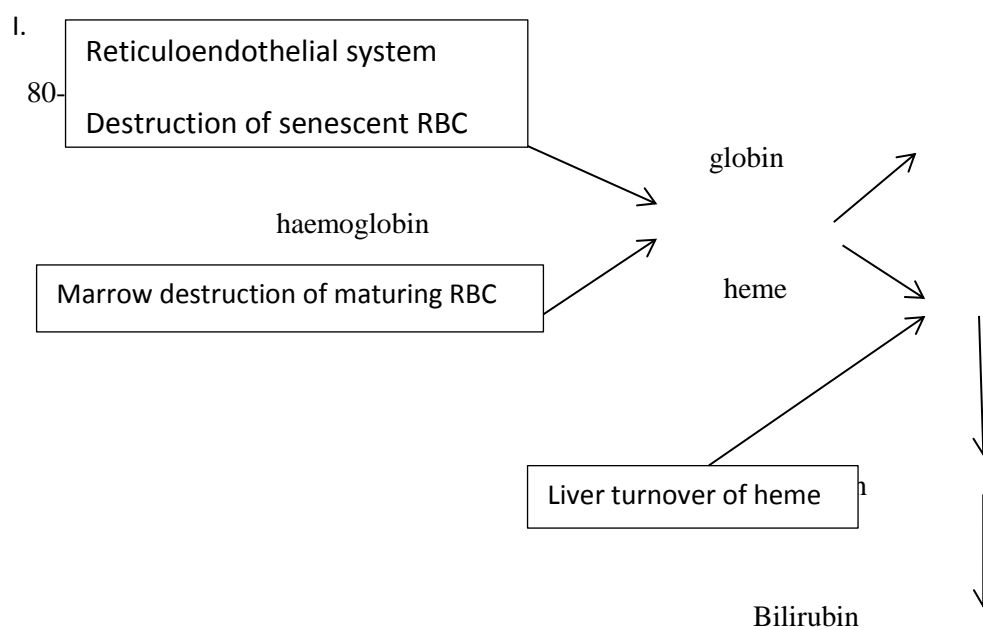 I.
Reticuloendothelial system
80-
Destruction of senescent RBC
globin
haemoglobin
Marrow destruction of maturing RBC
heme
Liver turnover of heme
Bilirubin